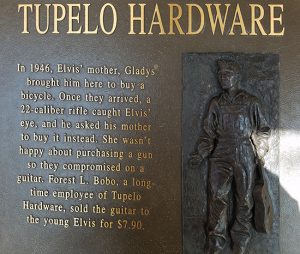 TUPELO HARDWARE
In 1946, Elvis' mother, Gladys
brought him here to buy a
bicycle. Once they arrived, a
22-caliber rifle caught Elvis'
eye, and he asked his mother
to buy it instead. She wasn't
happy about purchasing a gun
so they compromised on a
guitar. Forest L. Bobo, a long-
time employee of Tupelo
Hardware, sold the guitar to
the young Elvis for $7.90.